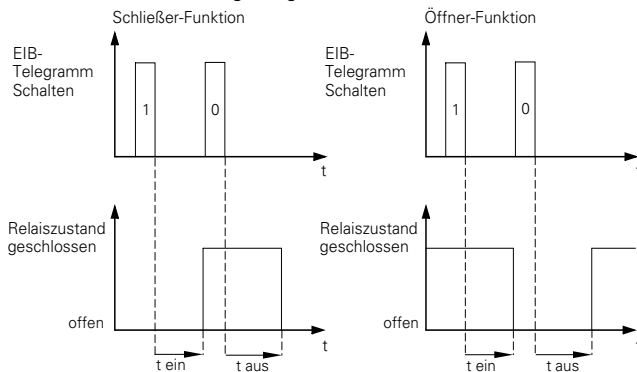 Schließer-Funktion
EIB-
Telegramm
Schalten
1
0
t
Relaiszustand
geschlossen
offen
t
t ein
t aus
Öffner-Funktion
EIB-
Telegramm
Schalten
1
0
t
Relaiszustand
geschlossen
offen
t
t ein
t aus